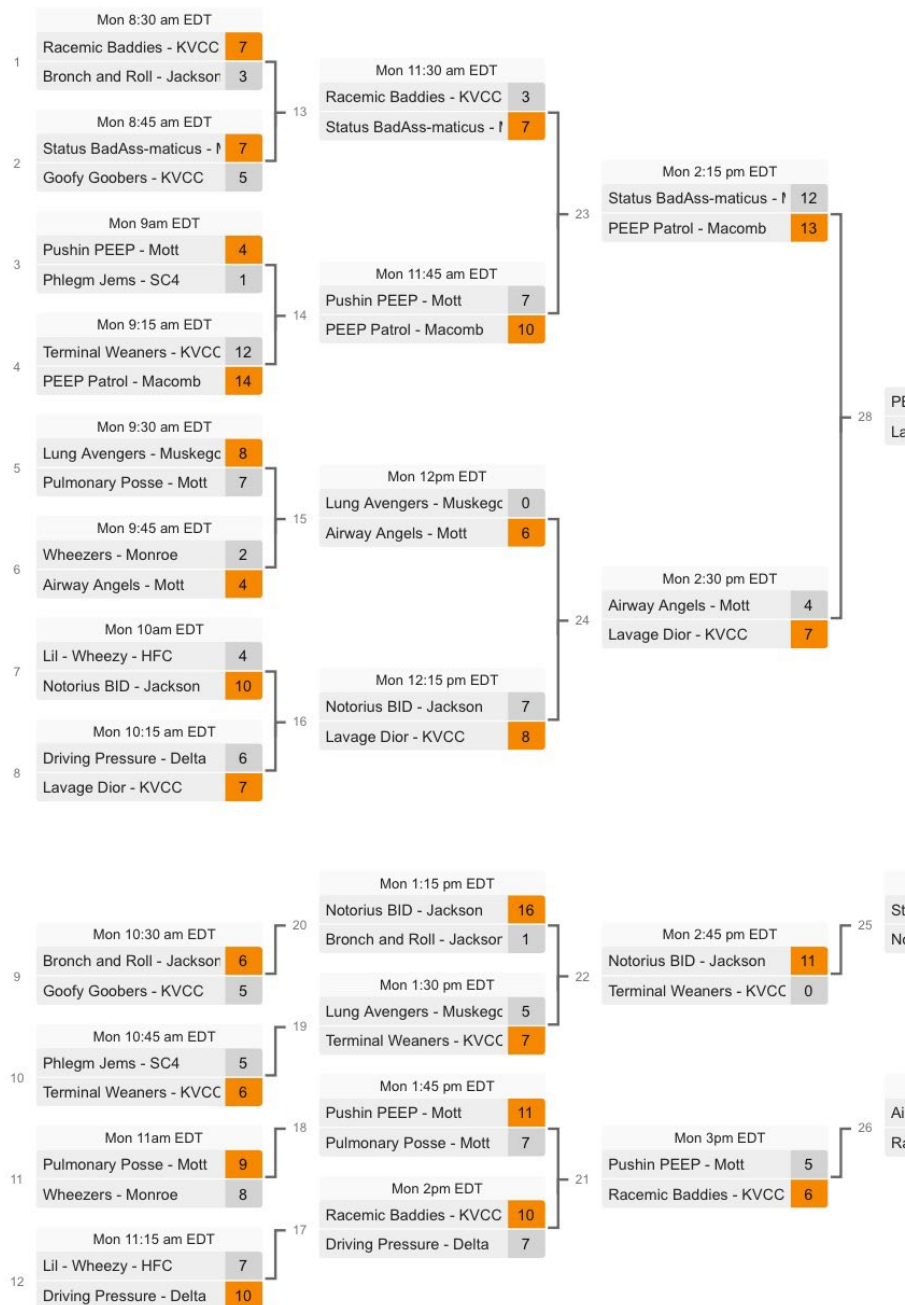 Mon 8:30 am EDT
1
Racemic Baddies - KVCC 7
Bronch and Roll - Jackson 3
Mon 8:45 am EDT
2
Status BadAss-maticus - 7
Goofy Goobers - KVCC 5
Mon 9am EDT
3
Pushin PEEP - Mott 4
Phlegm Jems - SC4 1
Mon 9:15 am EDT
4
Terminal Weaners - KVCC 12
PEEP Patrol - Macomb 14
Mon 9:30 am EDT
5
Lung Avengers - Muskegc 8
Pulmonary Posse - Mott 7
Mon 9:45 am EDT
6
Wheezers - Monroe 2
Airway Angels - Mott 4
Mon 10am EDT
7
Lil - Wheezy - HFC 4
Notorius BID - Jackson 10
Mon 10:15 am EDT
8
Driving Pressure - Delta 6
Lavage Dior - KVCC 7
Mon 11:30 am EDT
13
Racemic Baddies - KVCC 3
Status BadAss-maticus - 7
Mon 11:45 am EDT
14
Pushin PEEP - Mott 7
PEEP Patrol - Macomb 10
Mon 12pm EDT
15
Lung Avengers - Muskegc 0
Airway Angels - Mott 6
Mon 12:15 pm EDT
16
Notorius BID - Jackson 7
Lavage Dior - KVCC 8
Mon 2:15 pm EDT
23
Status BadAss-maticus - 12
PEEP Patrol - Macomb 13
Mon 2:30 pm EDT
24
Airway Angels - Mott 4
Lavage Dior - KVCC 7
28
PE
La
Mon 10:30 am EDT
9
Bronch and Roll - Jackson 6
Goofy Goobers - KVCC 5
Mon 10:45 am EDT
10
Phlegm Jems - SC4 5
Terminal Weaners - KVCC 6
Mon 11am EDT
11
Pulmonary Posse - Mott 9
Wheezers - Monroe 8
Mon 11:15 am EDT
12
Lil - Wheezy - HFC 7
Driving Pressure - Delta 10
Mon 1:15 pm EDT
20
Notorius BID - Jackson 16
Bronch and Roll - Jackson 1
Mon 1:30 pm EDT
19
Lung Avengers - Muskegc 5
Terminal Weaners - KVCC 7
Mon 1:45 pm EDT
18
Pushin PEEP - Mott 11
Pulmonary Posse - Mott 7
Mon 2pm EDT
17
Racemic Baddies - KVCC 10
Driving Pressure - Delta 7
Mon 2:45 pm EDT
22
Notorius BID - Jackson 11
Terminal Weaners - KVCC 0
Mon 3pm EDT
21
Pushin PEEP - Mott 5
Racemic Baddies - KVCC 6
25
St
No
26
Ai
Ra